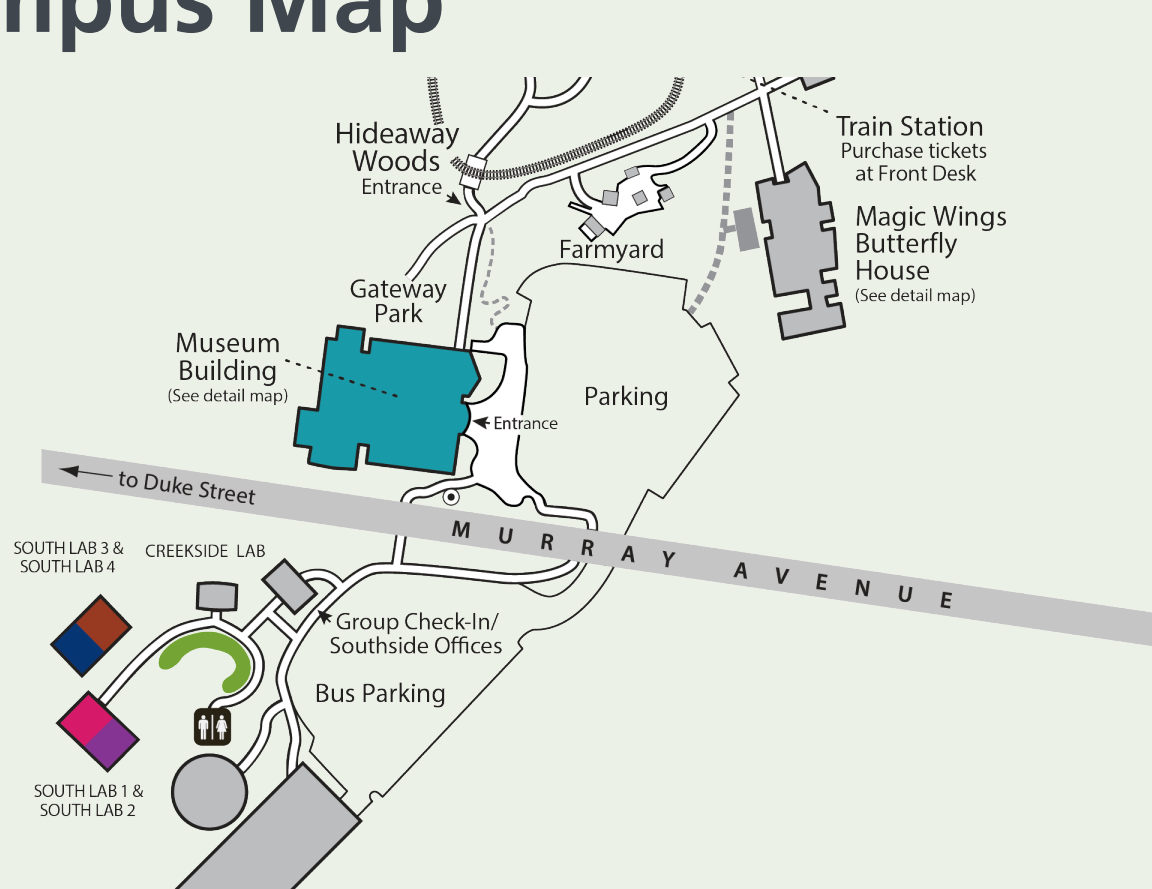 Map
Hideaway
Woods
Entrance
Train Station
Purchase tickets
at Front Desk
Magic Wings
Butterfly
House
(See detail map)
Farmyard
Gateway
Park
Museum
Building
(See detail map)
Parking
Entrance
to Duke Street
MURRAY AVENUE
SOUTH LAB 3 &
SOUTH LAB 4
CREEKSIDE LAB
Group Check-In/
Southside Offices
Bus Parking
SOUTH LAB 1 &
SOUTH LAB 2